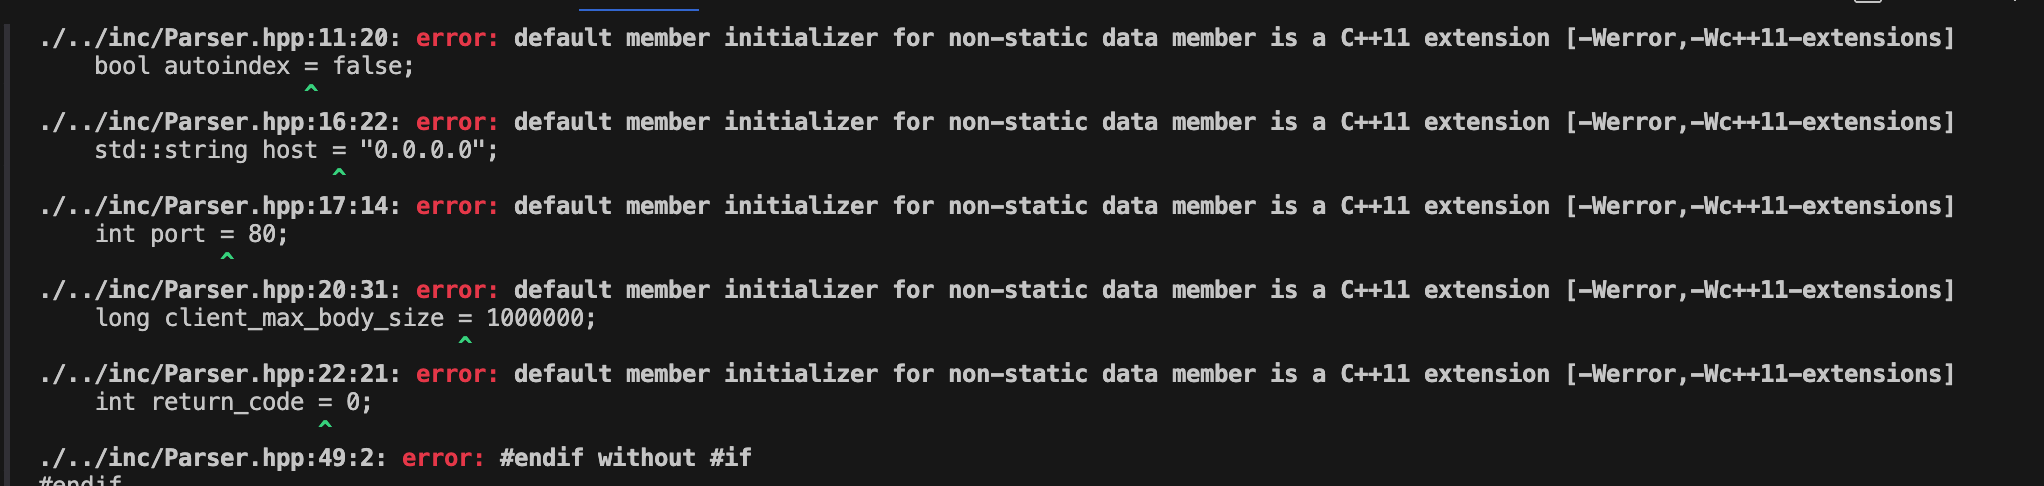 ./../inc/Parser.hpp:11:20: error: default member initializer for non-static data member is a C++11 extension [-Werror,-Wc++11-extensions]
    bool autoindex = false;
                   ^
./../inc/Parser.hpp:16:22: error: default member initializer for non-static data member is a C++11 extension [-Werror,-Wc++11-extensions]
    std::string host = "0.0.0.0";
                     ^
./../inc/Parser.hpp:17:14: error: default member initializer for non-static data member is a C++11 extension [-Werror,-Wc++11-extensions]
    int port = 80;
             ^
./../inc/Parser.hpp:20:31: error: default member initializer for non-static data member is a C++11 extension [-Werror,-Wc++11-extensions]
    long client_max_body_size = 1000000;
                              ^
./../inc/Parser.hpp:22:21: error: default member initializer for non-static data member is a C++11 extension [-Werror,-Wc++11-extensions]
    int return_code = 0;
                    ^
./../inc/Parser.hpp:49:2: error: #endif without #if
#endif